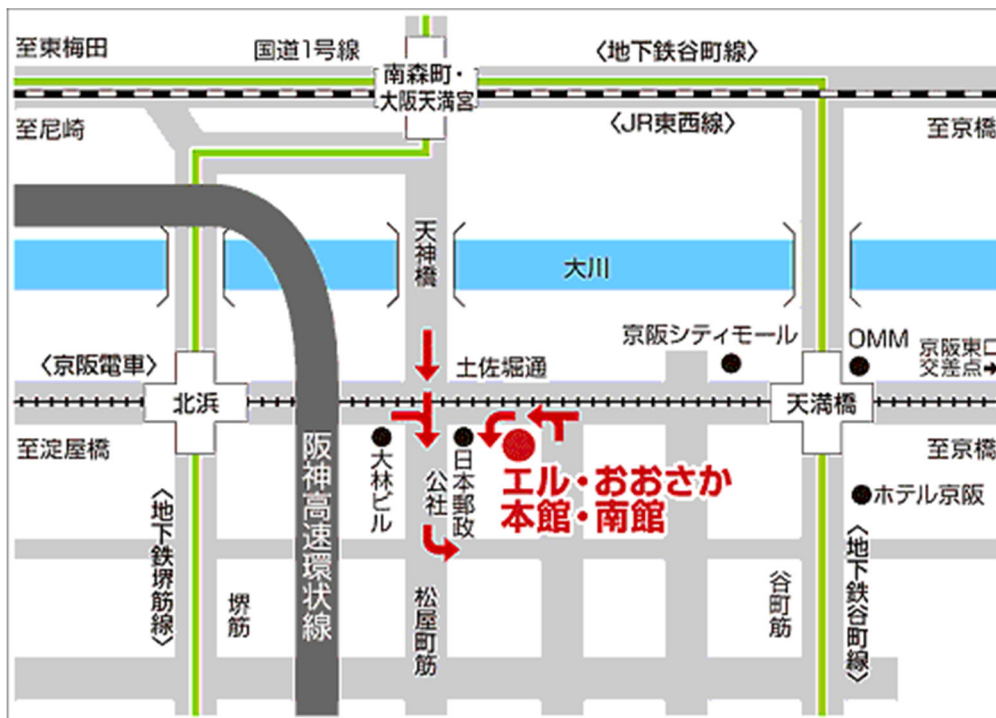 至東梅田
国道1号線
〈地下鉄谷町線〉
南森町・
大阪天満宮
至尼崎
〈JR東西線〉
至京橋
天神橋
大川
京阪シティモール
OMM
〈京阪電車〉
土佐堀通
京阪東口
交差点➔
北浜
天満橋
至淀屋橋
大林ビル
公社
日本郵政
エル・おおさか
本館・南館
至京橋
ホテル京阪
阪神高速環状線
〈地下鉄堺筋線〉
堺筋
松屋町筋
谷町筋
〈地下鉄谷町線〉